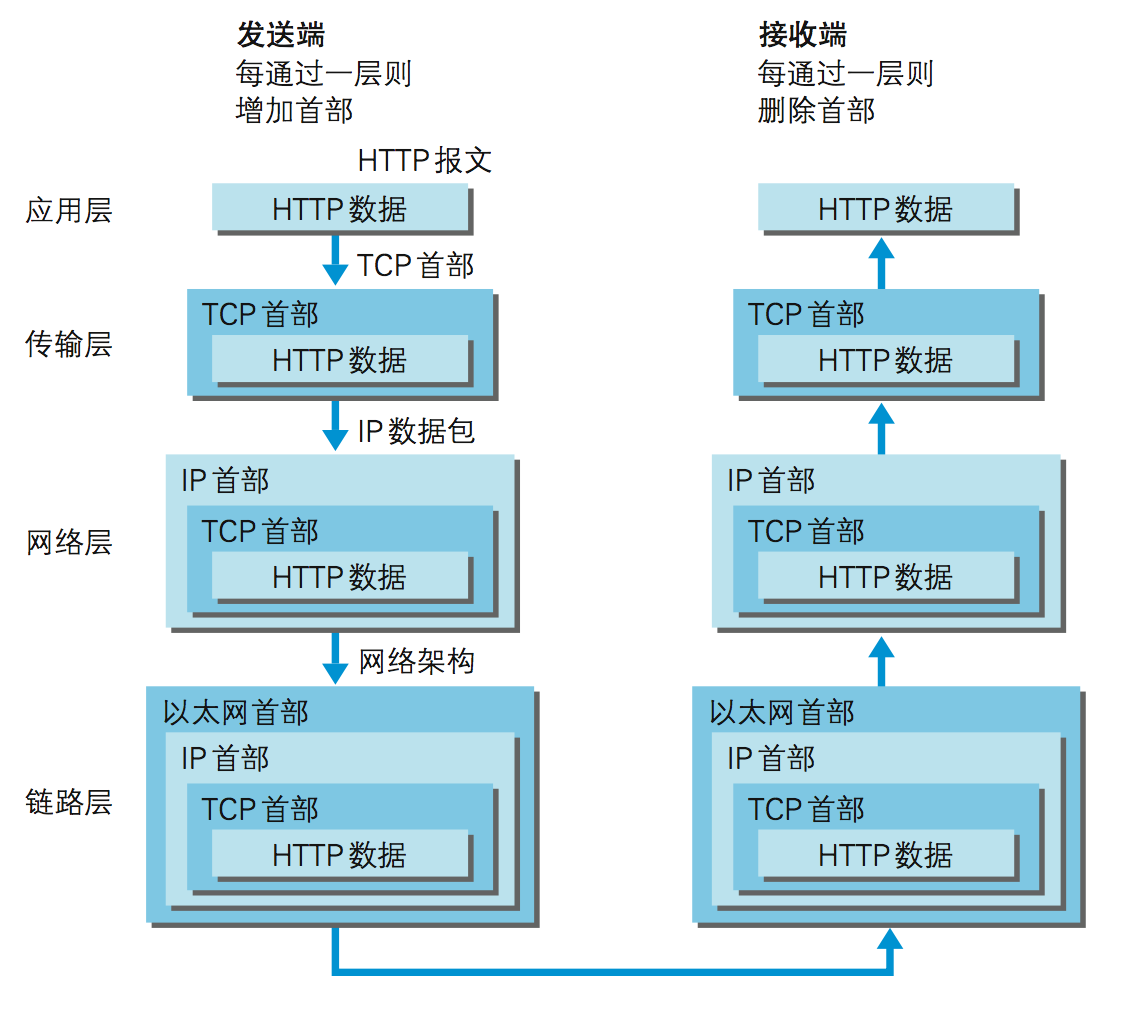 发送端
每通过一层则
增加首部
接收端
每通过一层则
删除首部
HTTP 报文
应用层
HTTP 数据
HTTP 数据
TCP 首部
传输层
TCP 首部
HTTP 数据
TCP 首部
HTTP 数据
IP 数据包
网络层
IP 首部
TCP 首部
HTTP 数据
IP 首部
TCP 首部
HTTP 数据
网络架构
链路层
以太网首部
IP 首部
TCP 首部
HTTP 数据
以太网首部
IP 首部
TCP 首部
HTTP 数据